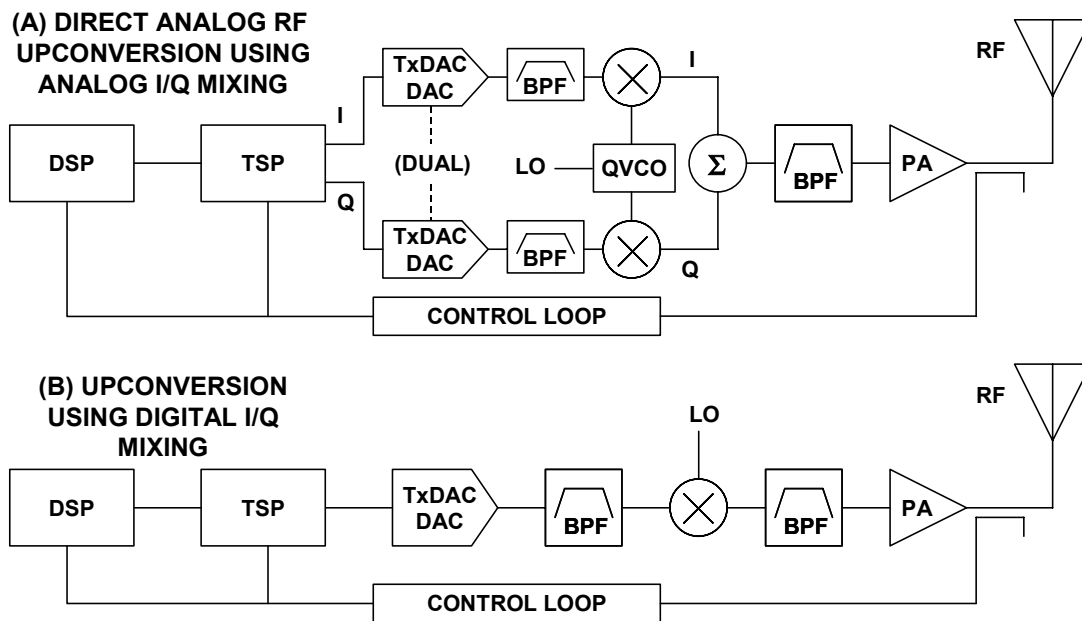 (A) DIRECT ANALOG RF
UPCONVERSION USING
ANALOG I/Q MIXING
DSP
TSP
I
Q
TxDAC
DAC
(DUAL)
TxDAC
DAC
BPF
BPF
I
LO
QVCO
Q
Σ
BPF
PA
RF
CONTROL LOOP
(B) UPCONVERSION
USING DIGITAL I/Q
MIXING
DSP
TSP
TxDAC
DAC
BPF
LO
BPF
PA
RF
CONTROL LOOP